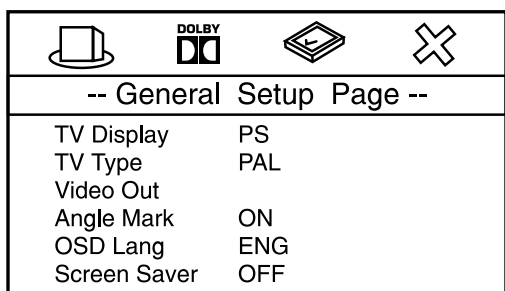 DOLBY
-- General Setup Page --
TV Display PS
TV Type PAL
Video Out
Angle Mark ON
OSD Lang ENG
Screen Saver OFF